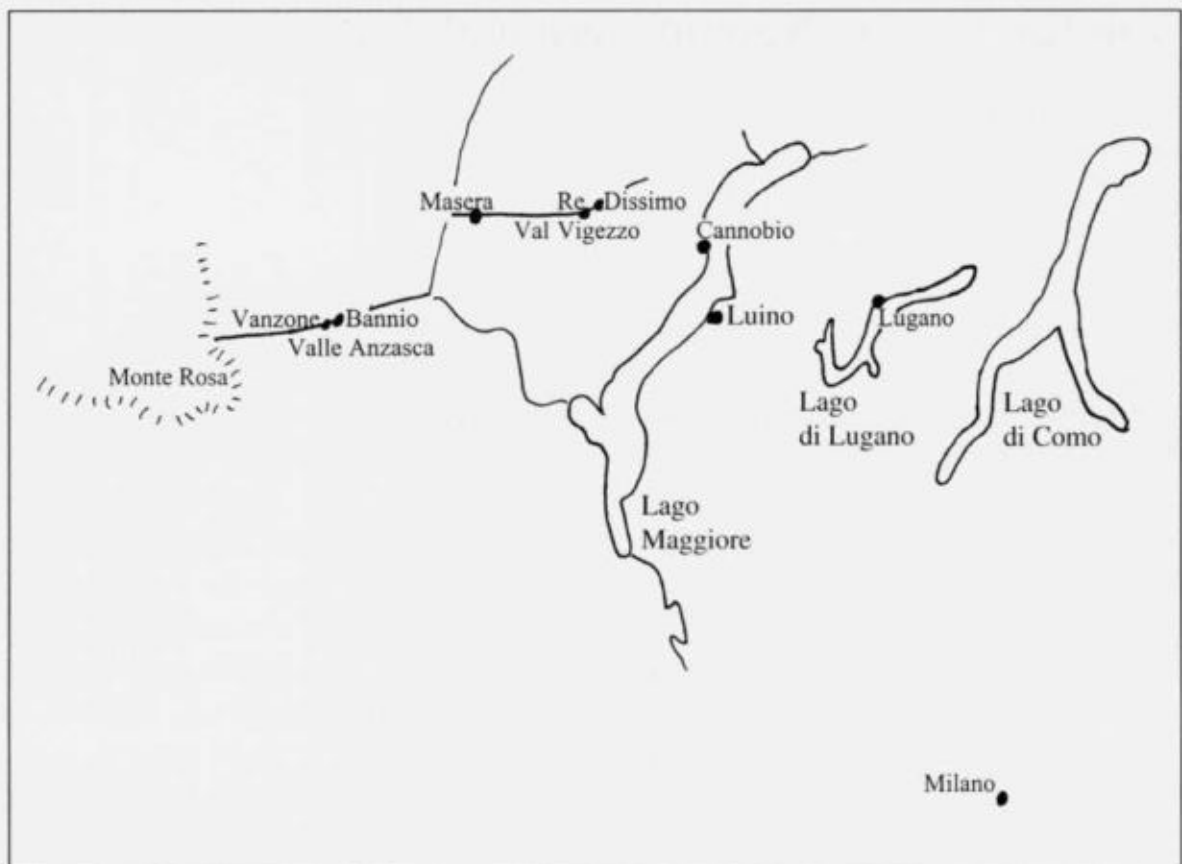 Masera
Re Dissimo
Val Vigezzo
Cannobio
Vanzone Bannio
Valle Anzasca
Luino
Lugano
Monte Rosa
Lago
di Lugano
Lago
di Como
Lago
Maggiore
Milano